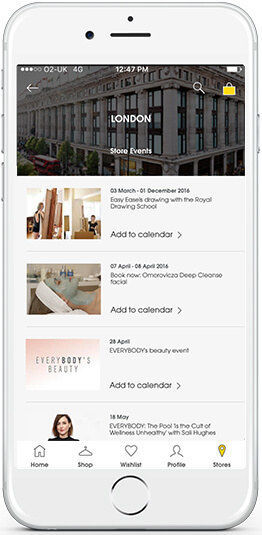 O2-UK 4G 12:47 PM
LONDON
Store Events
03 March - 01 December 2016
Easy Easel's drawing with the Royal
Drawing School
Add to calendar
07 April - 08 April 2016
Book now: Omorovicza Deep Cleanse
facial
Add to calendar
28 April
EVERYBODY's beauty event
EVERYBODY'S
BEAUTY
Add to calendar
18 May
EVERYBODY: The Pool 'Is the Cult of
Wellness Unhealthy' with Sali Hughes
Home Shop Wishlist Profile Stores